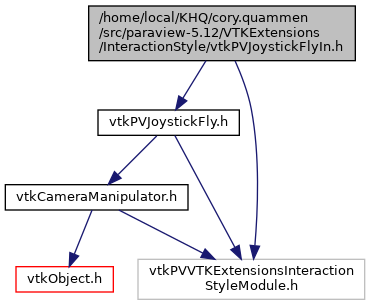 /home/local/KHQ/cory.quammen
/src/paraview-5.12/VTKExtensions
/InteractionStyle/vtkPVJoystickFlyIn.h
vtkPVJoystickFly.h
vtkCameraManipulator.h
vtkObject.h
vtkPVVTKExtensionsInteraction
StyleModule.h